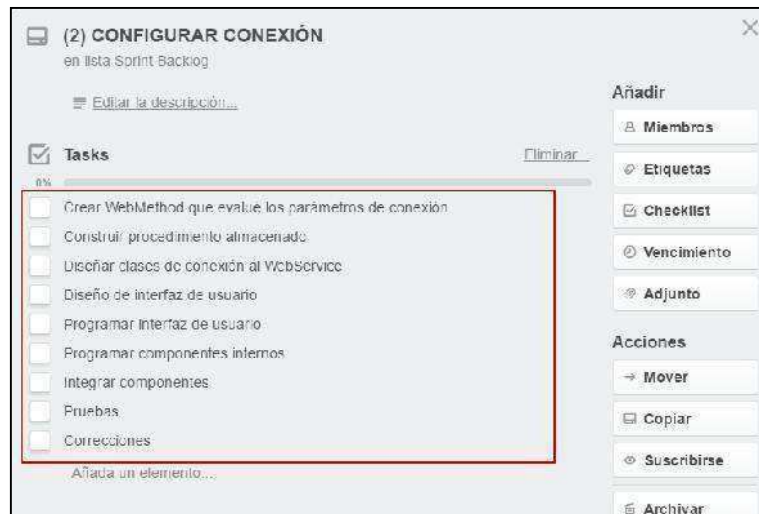 (2) CONFIGURAR CONEXIÓN
en lista Sprint Backlog
Editar la descripción...
Tasks
Eliminar...
0%
Crear WebMethod que evalue los parámetros de conexión
Construir procedimiento almacenado
Diseñar clases de conexión al WebService
Diseño de interfaz de usuario
Programar interfaz de usuario
Programar componentes internos
Integrar componentes
Pruebas
Correcciones
Añada un elemento...
Añadir
Miembros
Etiquetas
Checklist
Vencimiento
Adjunto
Acciones
Mover
Copiar
Suscribirse
Archivar